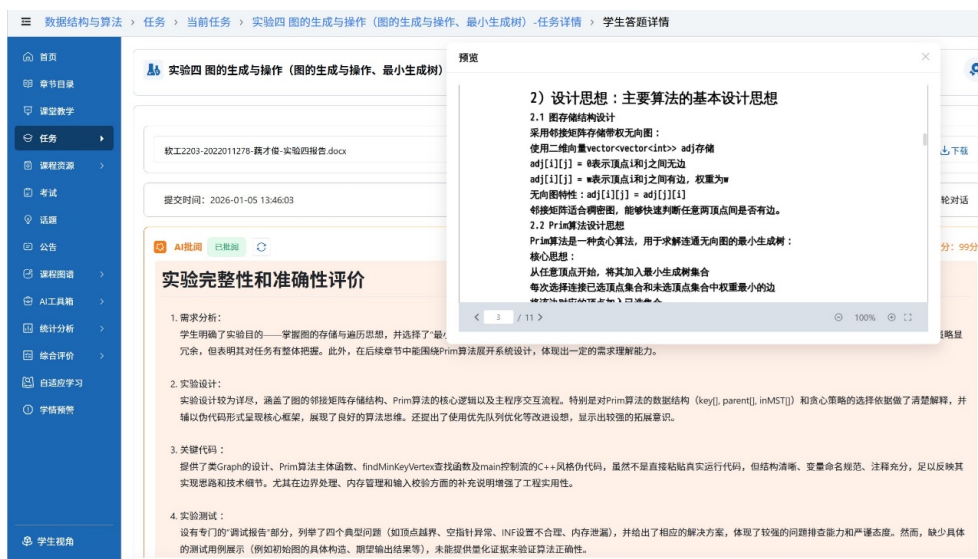 数据结构与算法 > 任务 > 当前任务 > 实验四 图的生成与操作（图的生成与操作、最小生成树）-任务详情 > 学生答题详情
首页
章节目录
课堂教学
任务
课程资源
考试
话题
公告
课程图谱
AI工具箱
统计分析
综合评价
自适应学习
学情预警
学生视角
实验四 图的生成与操作（图的生成与操作、最小生成树）
软工2203-2022011278-藕才俊-实验四报告.docx
下载
提交时间：2026-01-05 13:46:03
轮对话
AI批阅 已批阅
分：99分
预览
2）设计思想：主要算法的基本设计思想
2.1 图存储结构设计
采用邻接矩阵存储带权无向图：
使用二维向量vector<vector<int>> adj存储
adj[i][j] = 0表示顶点i和j之间无边
adj[i][j] = w表示顶点i和j之间有边，权重为w
无向图特性：adj[i][j] = adj[j][i]
邻接矩阵适合稠密图，能够快速判断任意两顶点间是否有边。
2.2 Prim算法设计思想
Prim算法是一种贪心算法，用于求解连通无向图的最小生成树：
核心思想：
从任意顶点开始，将其加入最小生成树集合
每次选择连接已选顶点集合和未选顶点集合中权重最小的边
3 / 11
100%
实验完整性和准确性评价
1. 需求分析：
学生明确了实验目的——掌握图的存储与遍历思想，并选择了“最
策略显
冗余，但表明其对任务有整体把握。此外，在后续章节中能围绕Prim算法展开系统设计，体现出一定的需求理解能力。
2. 实验设计：
实验设计较为详尽，涵盖了图的邻接矩阵存储结构、Prim算法的核心逻辑以及主程序交互流程。特别是对Prim算法的数据结构（key[], parent[], inMST[]）和贪心策略的选择依据做了清楚解释，并
辅以伪代码形式呈现核心框架，展现了良好的算法思维。还提出了使用优先队列优化等改进设想，显示出较强的拓展意识。
3. 关键代码：
提供了类Graph的设计、Prim算法主体函数、findMinKeyVertex查找函数及main控制流的C++风格伪代码，虽然不是直接粘贴真实运行代码，但结构清晰、变量命名规范、注释充分，足以反映其
实现思路和技术细节。尤其在边界处理、内存管理和输入校验方面的补充说明增强了工程实用性。
4. 实验测试：
设有专门的“调试报告”部分，列举了四个典型问题（如顶点越界、空指针异常、INF设置不合理、内存泄漏），并给出了相应的解决方案，体现了较强的问题排查能力和严谨态度。然而，缺少具体
的测试用例展示（例如初始图的具体构造、期望输出结果等），未能提供量化证据来验证算法正确性。